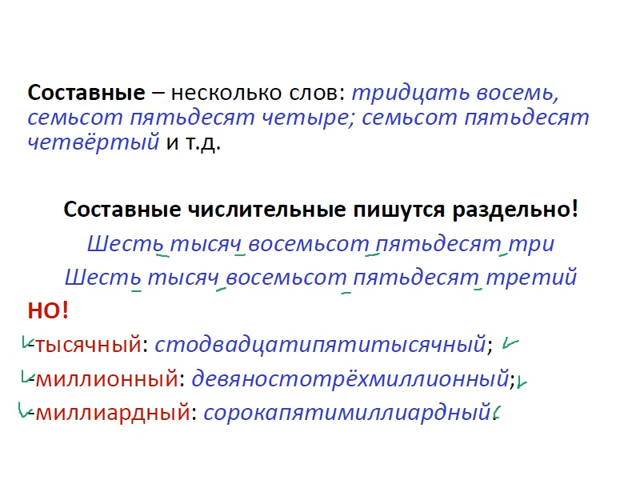 Составные – несколько слов: тридцать восемь,
семьсот пятьдесят четыре; семьсот пятьдесят
четвёртый и т.д.
Составные числительные пишутся раздельно!
Шесть тысяч восемьсот пятьдесят три
Шесть тысяч восемьсот пятьдесят третий
НО!
-тысячный: стодвадцатипятитысячный;
-миллионный: девяностотрёхмиллионный;
-миллиардный: сорокапятимиллиардный.